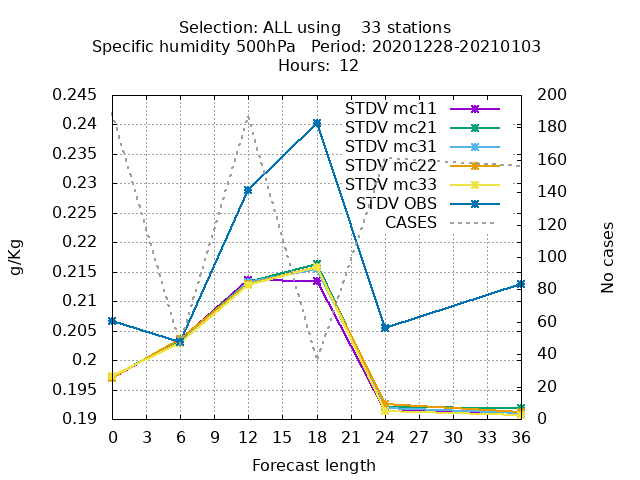 Selection: ALL using    33 stations
Specific humidity 500hPa   Period: 20201228-20210103
Hours:  12
0.245
0.24
0.235
0.23
0.225
0.22
0.215
0.21
0.205
0.2
0.195
0.19
g/Kg
STDV mc11
STDV mc21
STDV mc31
STDV mc22
STDV mc33
STDV OBS
CASES
200
180
160
140
120
100
80
60
40
20
0
No cases
0 3 6 9 12 15 18 21 24 27 30 33 36
Forecast length